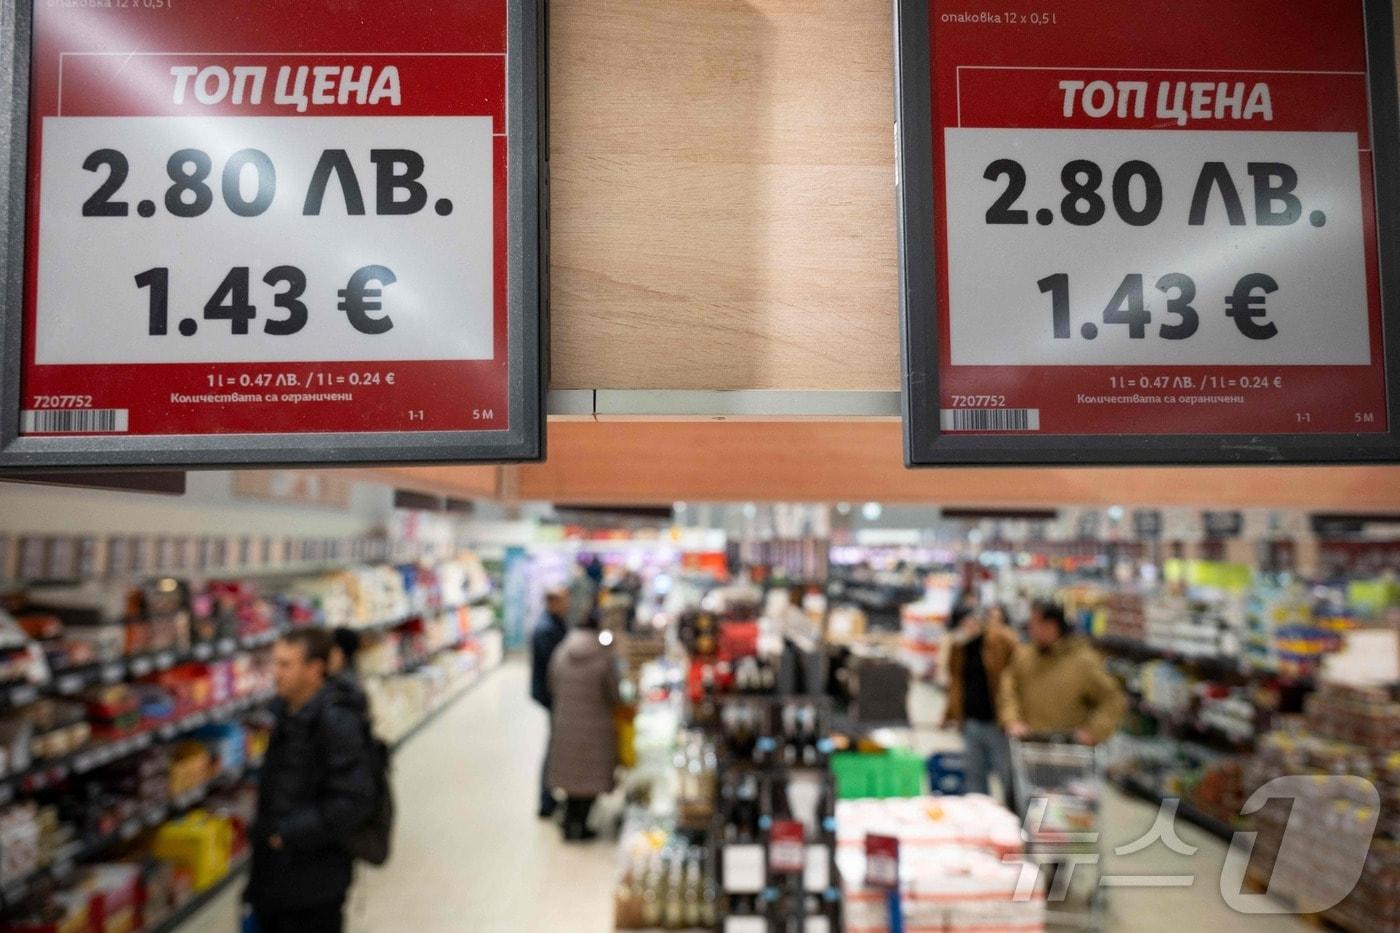 опаковка 12 x 0,5 l
ТОП ЦЕНА
2.80 ЛВ.
1.43 €
1 l = 0.47 ЛВ. / 1 l = 0.24 €
Количествата са ограничени
7207752
1-1
5 М
опаковка 12 x 0,5 l
ТОП ЦЕНА
2.80 ЛВ.
1.43 €
1 l = 0.47 ЛВ. / 1 l = 0.24 €
Количествата са ограничени
7207752
1-1
5 М
뉴스1